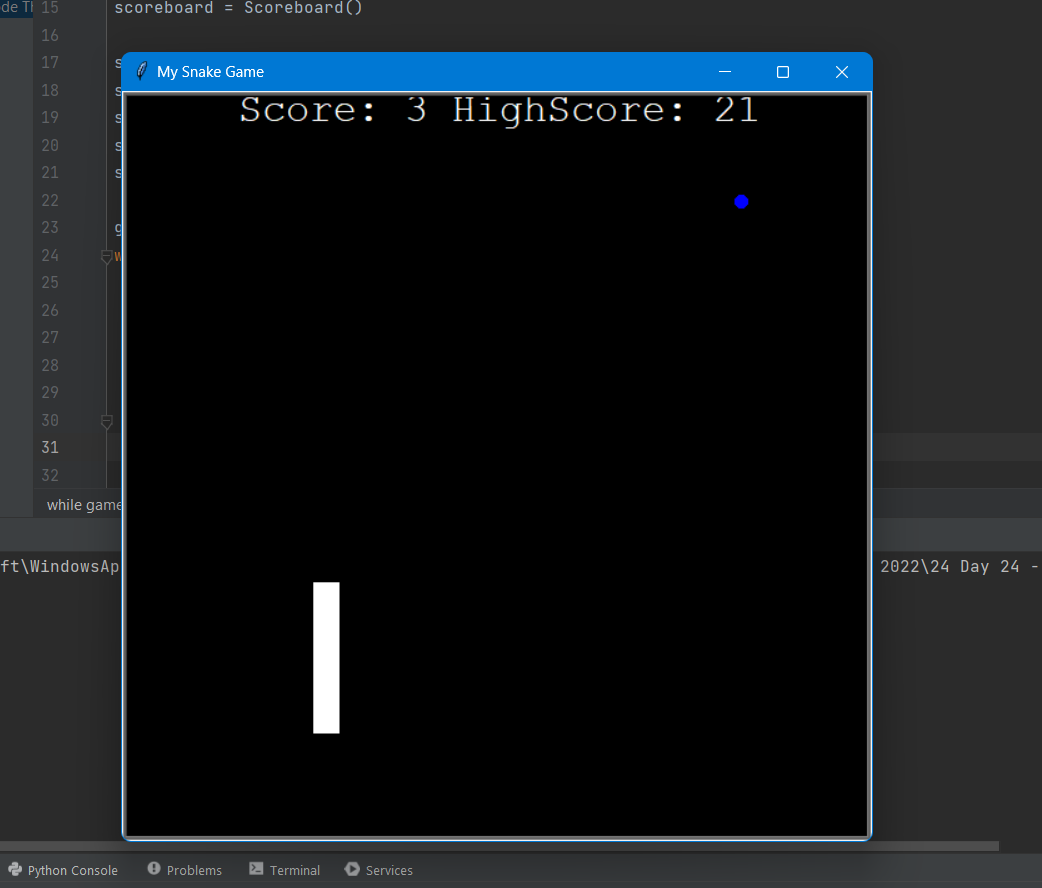 ode Th
15 scoreboard = Scoreboard()
16
My Snake Game
17 s
18 s
Score: 3 HighScore: 21
19 s
20 s
21 s
22
23 g
24 w
25
26
27
28
29
30
31
32
while game
ft\WindowsAp 2022\24 Day 24 -
Python Console Problems Terminal Services